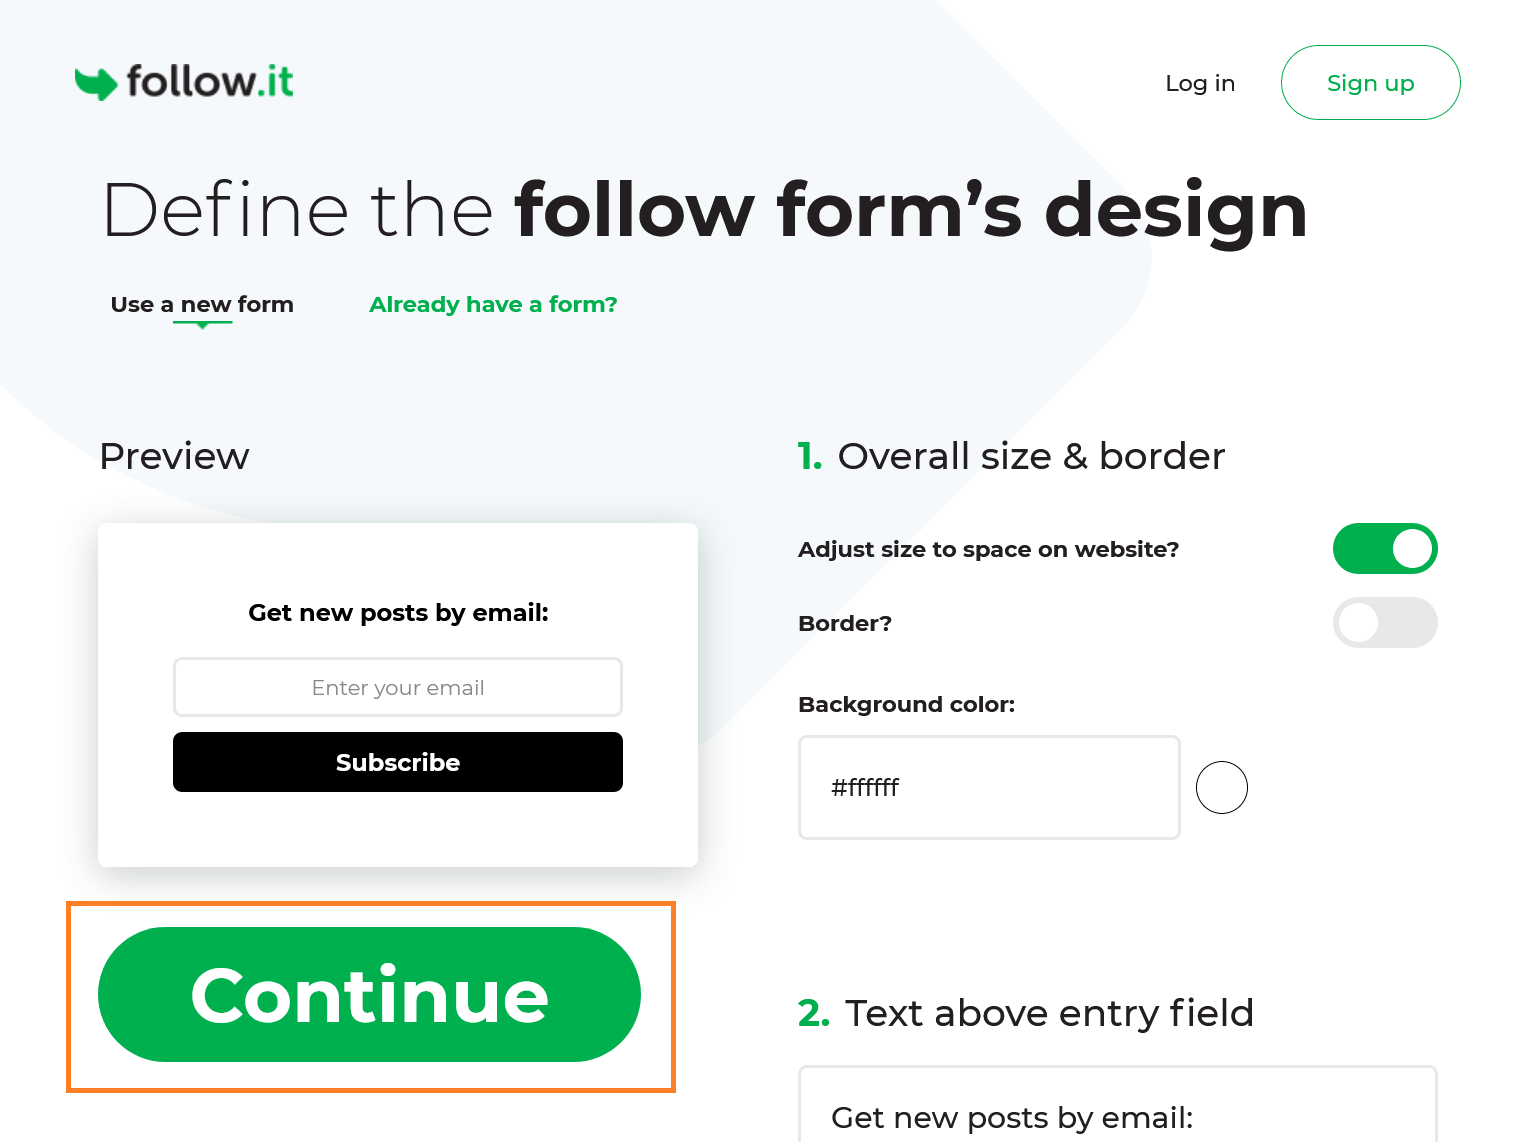 follow.it
Log in
Sign up
Define the follow form’s design
Use a new form
Already have a form?
Preview
Get new posts by email:
Enter your email
Subscribe
Continue
1. Overall size & border
Adjust size to space on website?
Border?
Background color:
#ffffff
2. Text above entry field
Get new posts by email: